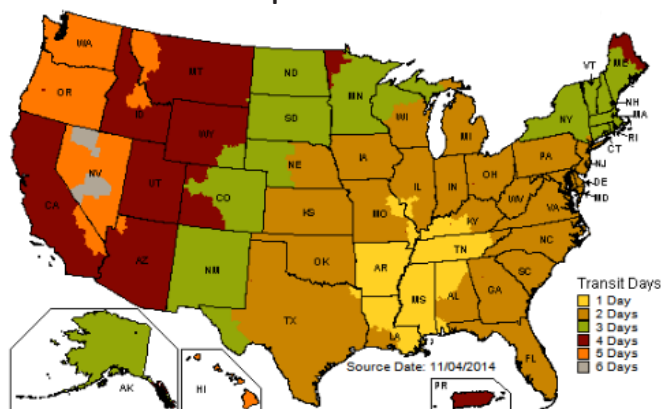 WA
MT
ND
MN
VT
ME
OR
ID
SD
WI
MI
NY
NH
MA
RI
CT
WY
NE
IA
PA
NJ
NV
UT
CO
IL
IN
OH
DE
MD
CA
KS
MO
KY
WV
VA
AZ
NM
OK
AR
TN
NC
SC
TX
MS
AL
GA
LA
FL
Transit Days
1 Day
2 Days
3 Days
4 Days
5 Days
6 Days
Source Date: 11/04/2014
AK
HI
PR